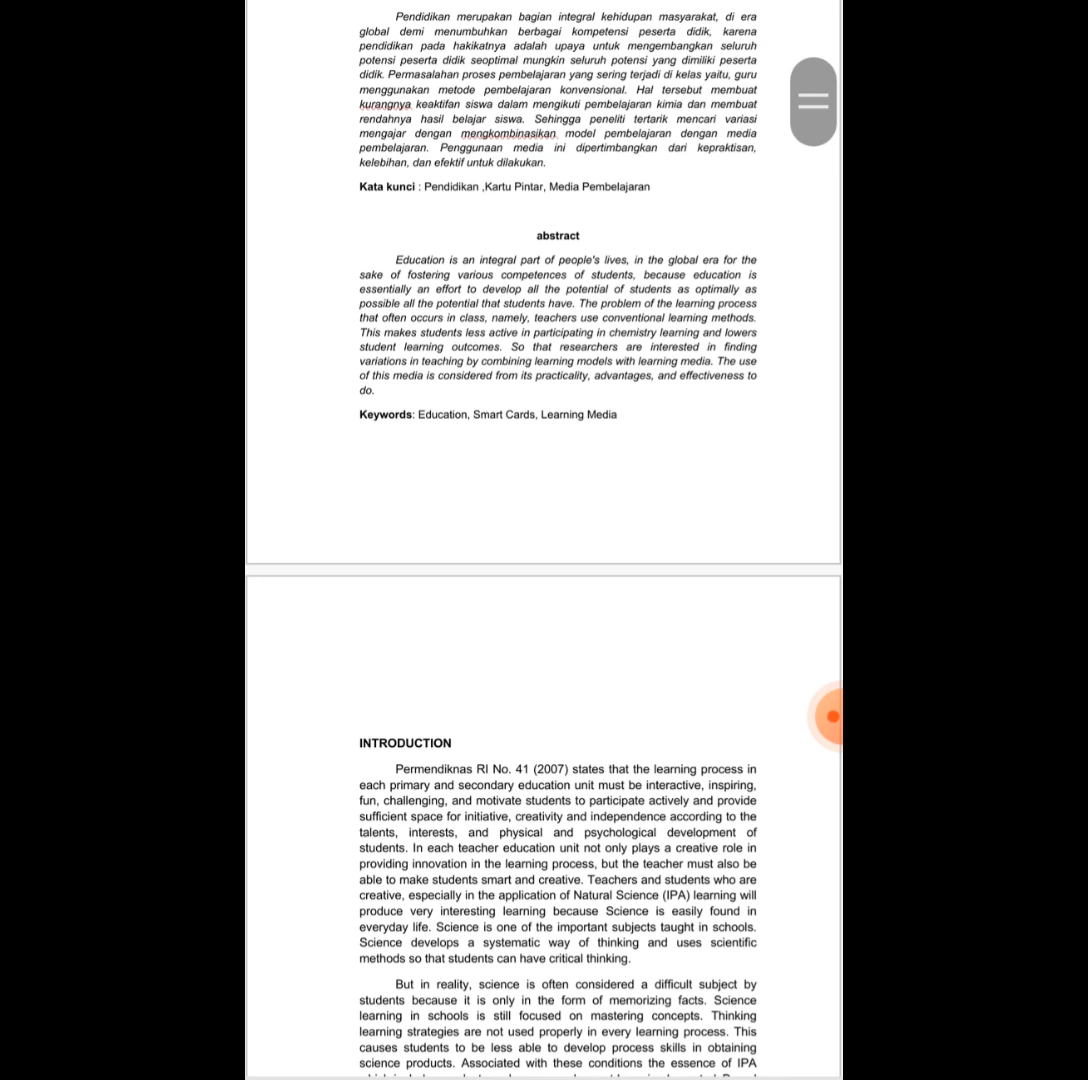 Pendidikan merupakan bagian integral kehidupan masyarakat, di era
global demi menumbuhkan berbagai kompetensi peserta didik, karena
pendidikan pada hakikatnya adalah upaya untuk mengembangkan seluruh
potensi peserta didik seoptimal mungkin seluruh potensi yang dimiliki peserta
didik. Permasalahan proses pembelajaran yang sering terjadi di kelas yaitu, guru
menggunakan metode pembelajaran konvensional. Hal tersebut membuat
kurangnya keaktifan siswa dalam mengikuti pembelajaran kimia dan membuat
rendahnya hasil belajar siswa. Sehingga peneliti tertarik mencari variasi
mengajar dengan mengkombinasikan model pembelajaran dengan media
pembelajaran. Penggunaan media ini dipertimbangkan dari kepraktisan,
kelebihan, dan efektif untuk dilakukan.
Kata kunci : Pendidikan ,Kartu Pintar, Media Pembelajaran
abstract
Education is an integral part of people's lives, in the global era for the
sake of fostering various competences of students, because education is
essentially an effort to develop all the potential of students as optimally as
possible all the potential that students have. The problem of the learning process
that often occurs in class, namely, teachers use conventional learning methods.
This makes students less active in participating in chemistry learning and lowers
student learning outcomes. So that researchers are interested in finding
variations in teaching by combining learning models with learning media. The use
of this media is considered from its practicality, advantages, and effectiveness to
do.
Keywords: Education, Smart Cards, Learning Media
INTRODUCTION
Permendiknas RI No. 41 (2007) states that the learning process in
each primary and secondary education unit must be interactive, inspiring,
fun, challenging, and motivate students to participate actively and provide
sufficient space for initiative, creativity and independence according to the
talents, interests, and physical and psychological development of
students. In each teacher education unit not only plays a creative role in
providing innovation in the learning process, but the teacher must also be
able to make students smart and creative. Teachers and students who are
creative, especially in the application of Natural Science (IPA) learning will
produce very interesting learning because Science is easily found in
everyday life. Science is one of the important subjects taught in schools.
Science develops a systematic way of thinking and uses scientific
methods so that students can have critical thinking.
But in reality, science is often considered a difficult subject by
students because it is only in the form of memorizing facts. Science
learning in schools is still focused on mastering concepts. Thinking
learning strategies are not used properly in every learning process. This
causes students to be less able to develop process skills in obtaining
science products. Associated with these conditions the essence of IPA